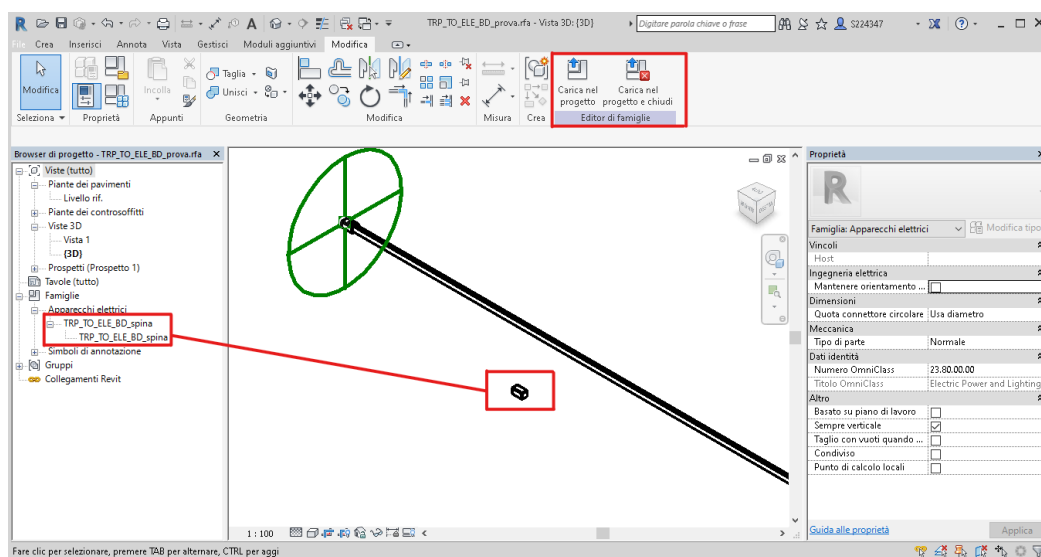 TRP_TO_ELE_BD_prova.rfa - Vista 3D: {3D}
Digitare parola chiave o frase
S224347
File Crea Inserisci Annota Vista Gestisci Moduli aggiuntivi Modifica
Modifica
Incolla
Taglia
Unisci
Carica nel progetto
Carica nel progetto e chiudi
Seleziona Proprietà Appunti Geometria Modifica Misura Crea Editor di famiglie
Browser di progetto - TRP_TO_ELE_BD_prova.rfa
Viste (tutto)
Piante dei pavimenti
Livello rif.
Piante dei controsoffitti
Viste 3D
Vista 1
{3D}
Prospetti (Prospetto 1)
Tavole (tutto)
Famiglie
Apparecchi elettrici
TRP_TO_ELE_BD_spina
TRP_TO_ELE_BD_spina
Simboli di annotazione
Gruppi
Collegamenti Revit
1 : 100
Proprietà
R
Famiglia: Apparecchi elettrici
Modifica tipo
Vincoli
Host
Ingegneria elettrica
Mantenere orientamento ...
Dimensioni
Quota connettore circolare Usa diametro
Meccanica
Tipo di parte Normale
Dati identità
Numero OmniClass 23.80.00.00
Titolo OmniClass Electric Power and Lighting
Altro
Basato su piano di lavoro
Sempre verticale
Taglio con vuoti quando ...
Condiviso
Punto di calcolo locali
Guida alle proprietà
Applica
Fare clic per selezionare, premere TAB per alternare, CTRL per aggi